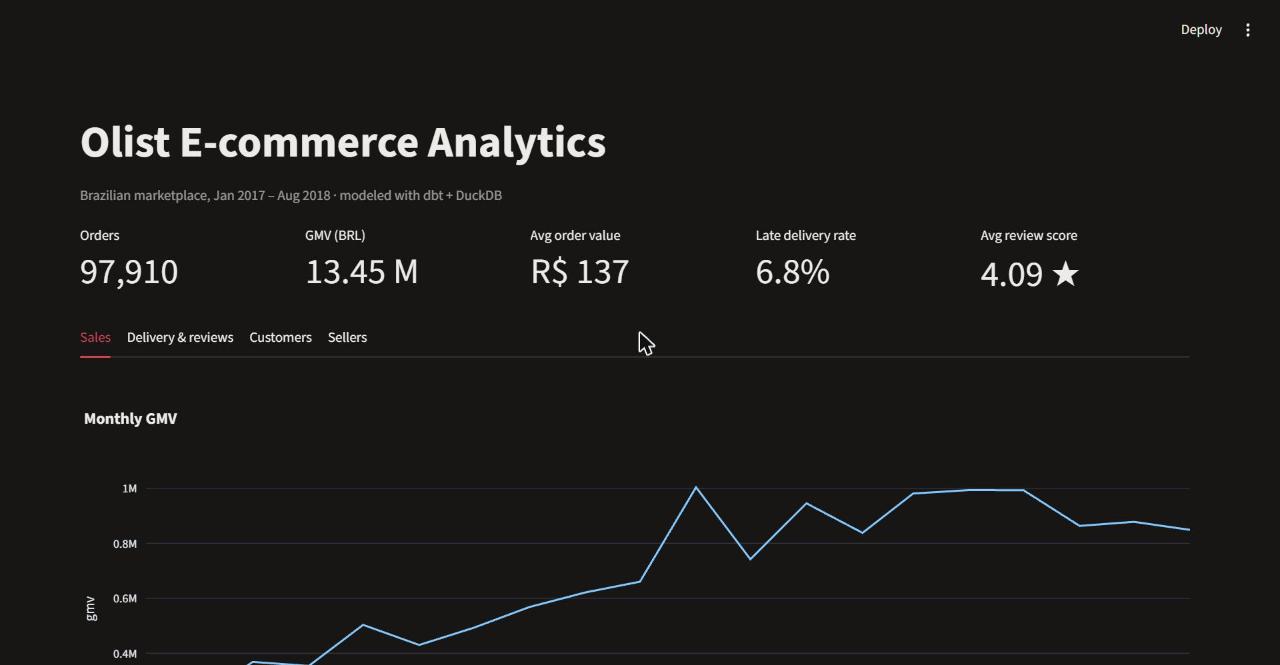 Deploy
Olist E-commerce Analytics
Brazilian marketplace, Jan 2017 – Aug 2018 · modeled with dbt + DuckDB
Orders GMV (BRL) Avg order value Late delivery rate Avg review score
97,910 13.45 M R$ 137 6.8% 4.09 ★
Sales Delivery & reviews Customers Sellers
Monthly GMV
1M
0.8M
0.6M
gmv
0.4M